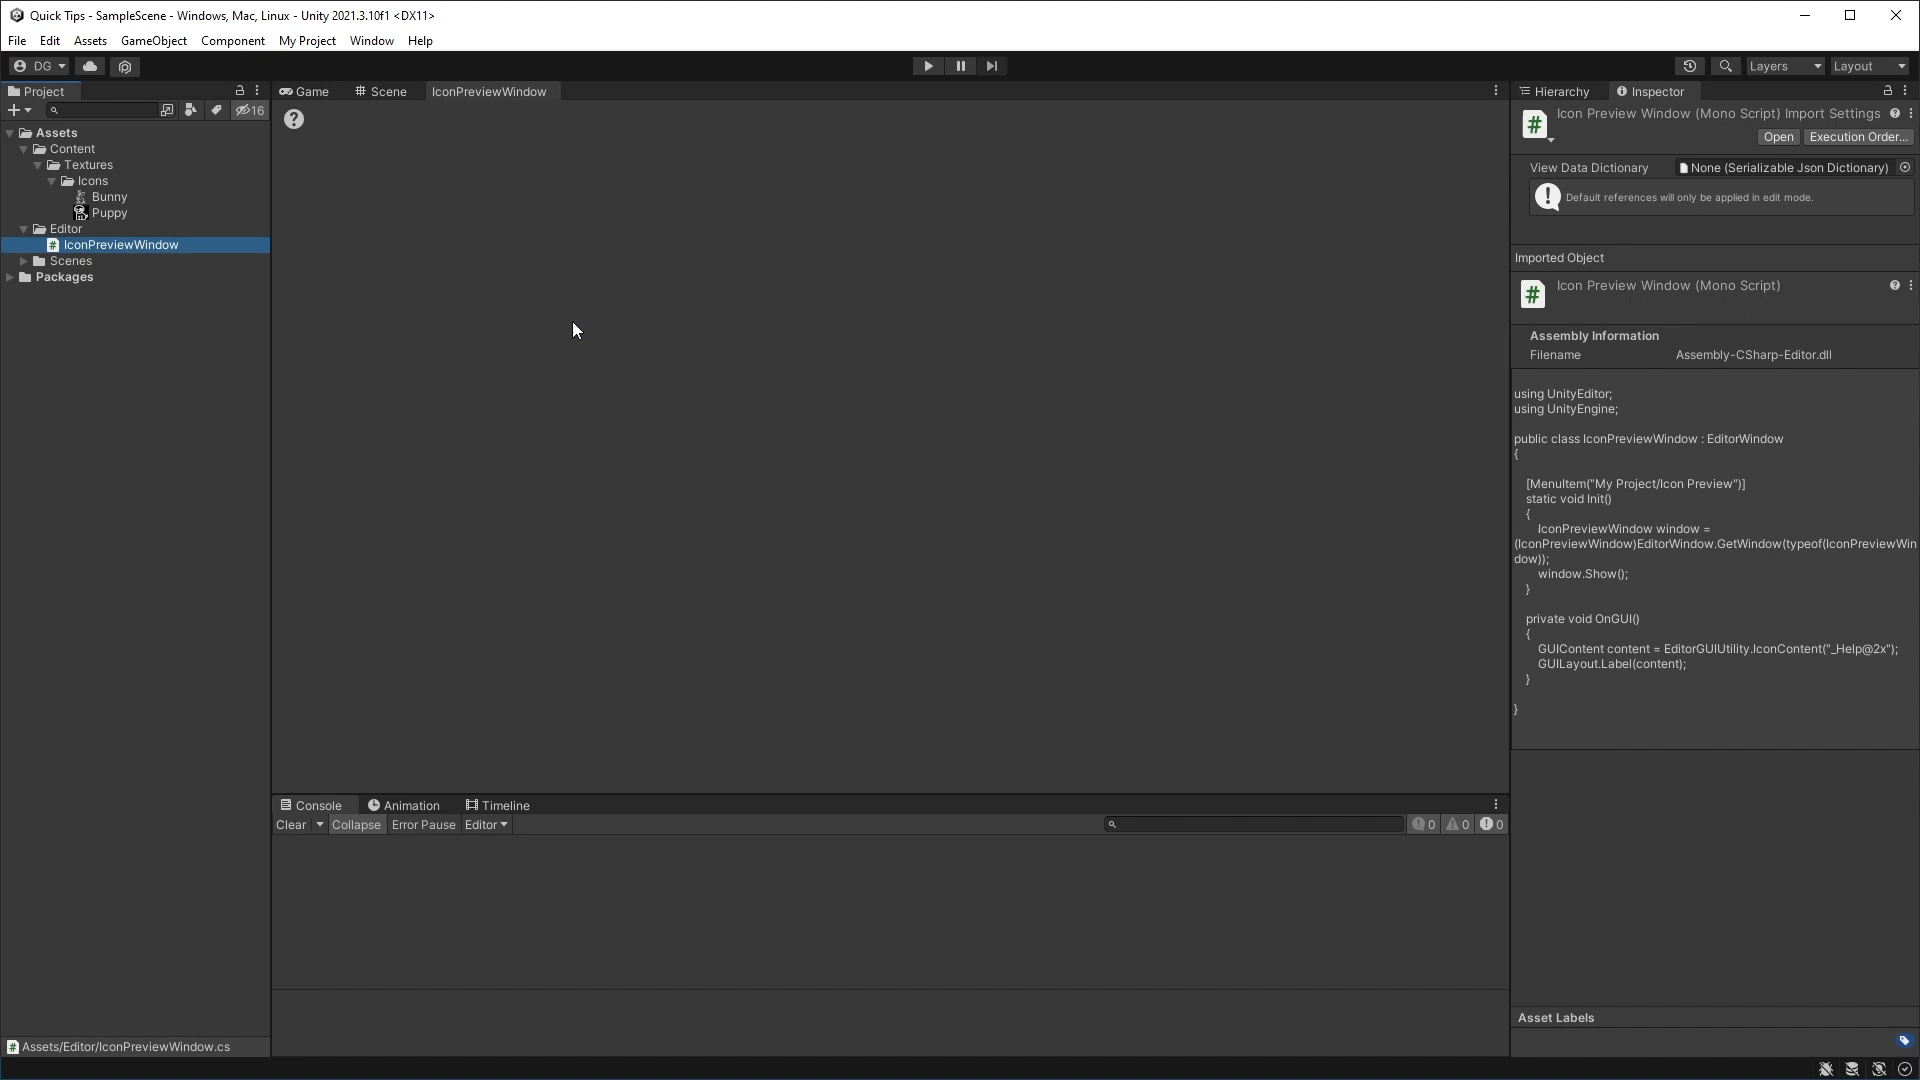 Quick Tips - SampleScene - Windows, Mac, Linux - Unity 2021.3.10f1 <DX11>
File Edit Assets GameObject Component My Project Window Help
DG Layers Layout
Project
16
Assets
Content
Textures
Icons
Bunny
Puppy
Editor
# IconPreviewWindow
Scenes
Packages
# Assets/Editor/IconPreviewWindow.cs
Game Scene IconPreviewWindow
?
Console Animation Timeline
Clear Collapse Error Pause Editor 0 0 0
Hierarchy Inspector
# Icon Preview Window (Mono Script) Import Settings
Open Execution Order...
View Data Dictionary None (Serializable Json Dictionary)
Default references will only be applied in edit mode.
Imported Object
# Icon Preview Window (Mono Script)
Assembly Information
Filename Assembly-CSharp-Editor.dll
using UnityEditor;
using UnityEngine;
public class IconPreviewWindow : EditorWindow
{
[MenuItem("My Project/Icon Preview")]
static void Init()
{
IconPreviewWindow window =
(IconPreviewWindow)EditorWindow.GetWindow(typeof(IconPreviewWin
dow));
window.Show();
}
private void OnGUI()
{
GUIContent content = EditorGUIUtility.IconContent("_Help@2x");
GUILayout.Label(content);
}
}
Asset Labels